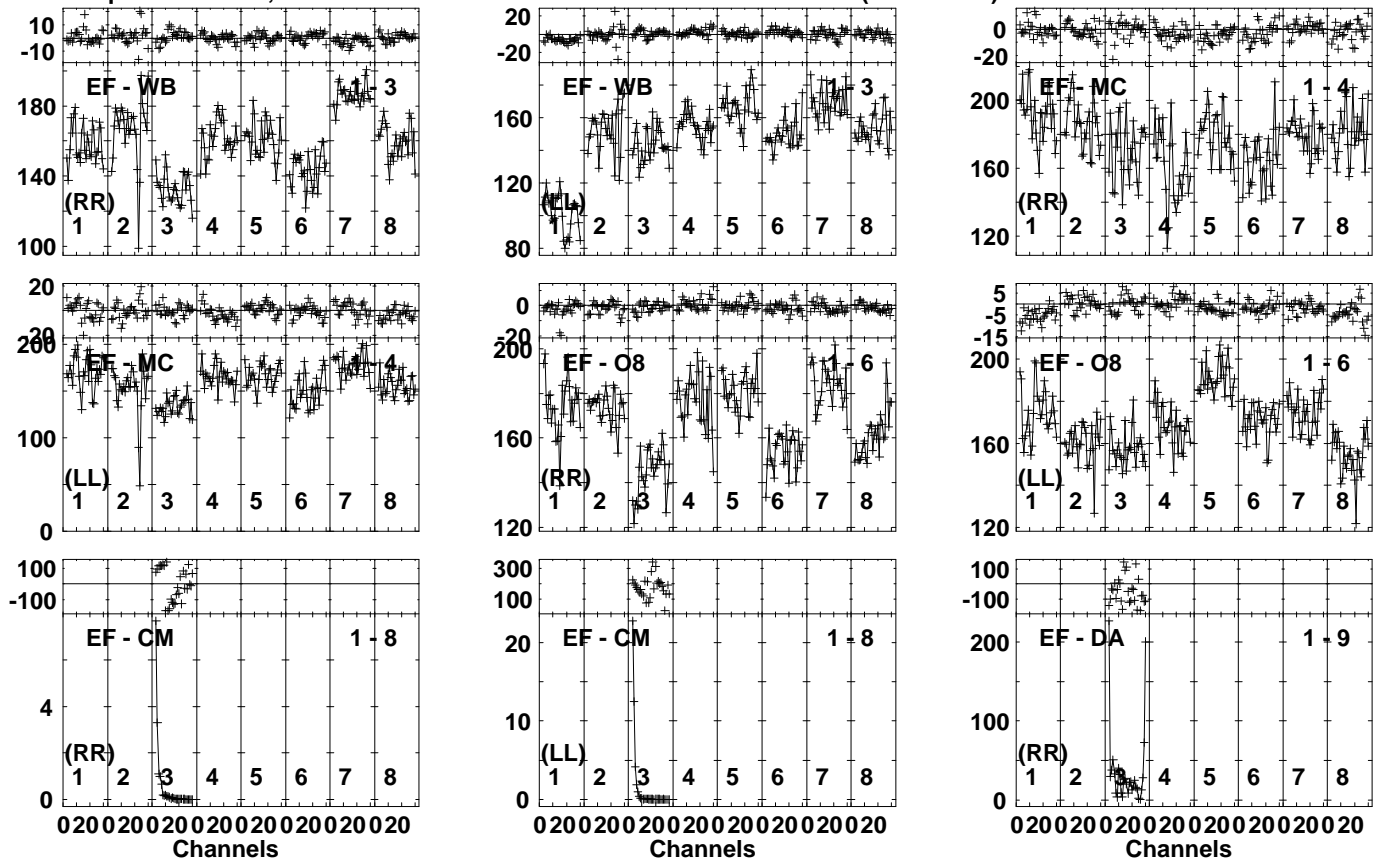 10 20
-10 -20 0 -20
EF - WB 1 - 3 EF - WB 1 - 3 EF - MC 1 - 4
180 160 200
140 120 160
(RR) (LL) (RR)
1 2 3 4 5 6 7 8 1 2 3 4 5 6 7 8 1 2 3 4 5 6 7 8
100 80 120
20 0 5
20 -20 -5
-15
200 EF - MC 1 - 4 200 EF - O8 1 - 6 200 EF - O8 1 - 6
100 160 160
(LL) (RR) (LL)
1 2 3 4 5 6 7 8 1 2 3 4 5 6 7 8 1 2 3 4 5 6 7 8
0 120 120
100 300 100
-100 100 -100
EF - CM 1 - 8 EF - CM 1 - 8 EF - DA 1 - 9
20 200
4 10 100
(RR) (LL) (RR)
1 2 3 4 5 6 7 8 1 2 3 4 5 6 7 8 1 2 3 4 5 6 7 8
0 0 0
0 20 0 20 0 20 0 20 0 20 0 20 0 20 0 20 0 20 0 20 0 20 0 20 0 20 0 20 0 20 0 20 0 20 0 20 0 20 0 20 0 20 0 20 0 20 0 20
Channels Channels Channels